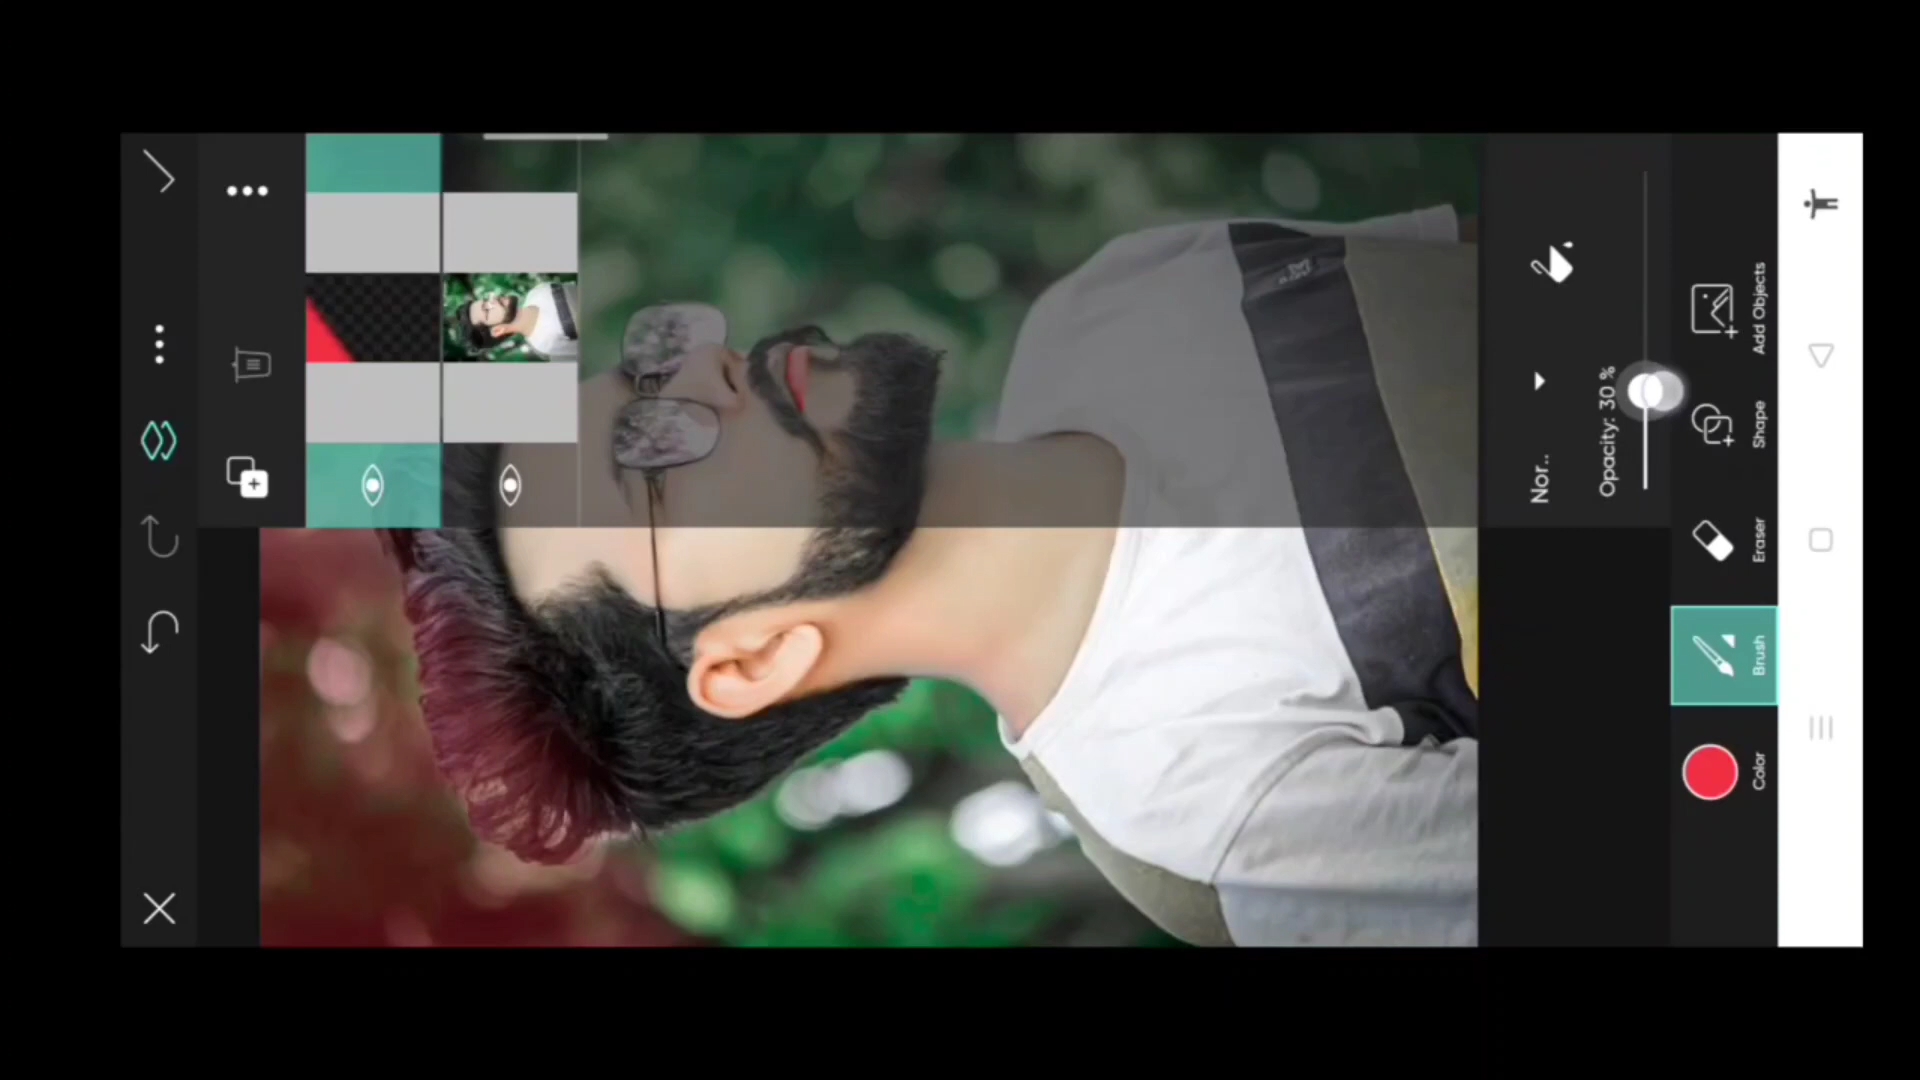 Nor..
Opacity: 30 %
Add Objects
Shape
Eraser
Brush
Color